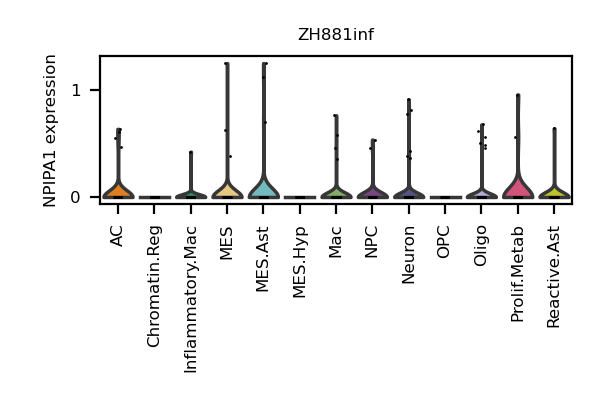 ZH881inf
NPIPA1 expression
1
0
AC
Chromatin.Reg
Inflammatory.Mac
MES
MES.Ast
MES.Hyp
Mac
NPC
Neuron
OPC
Oligo
Prolif.Metab
Reactive.Ast